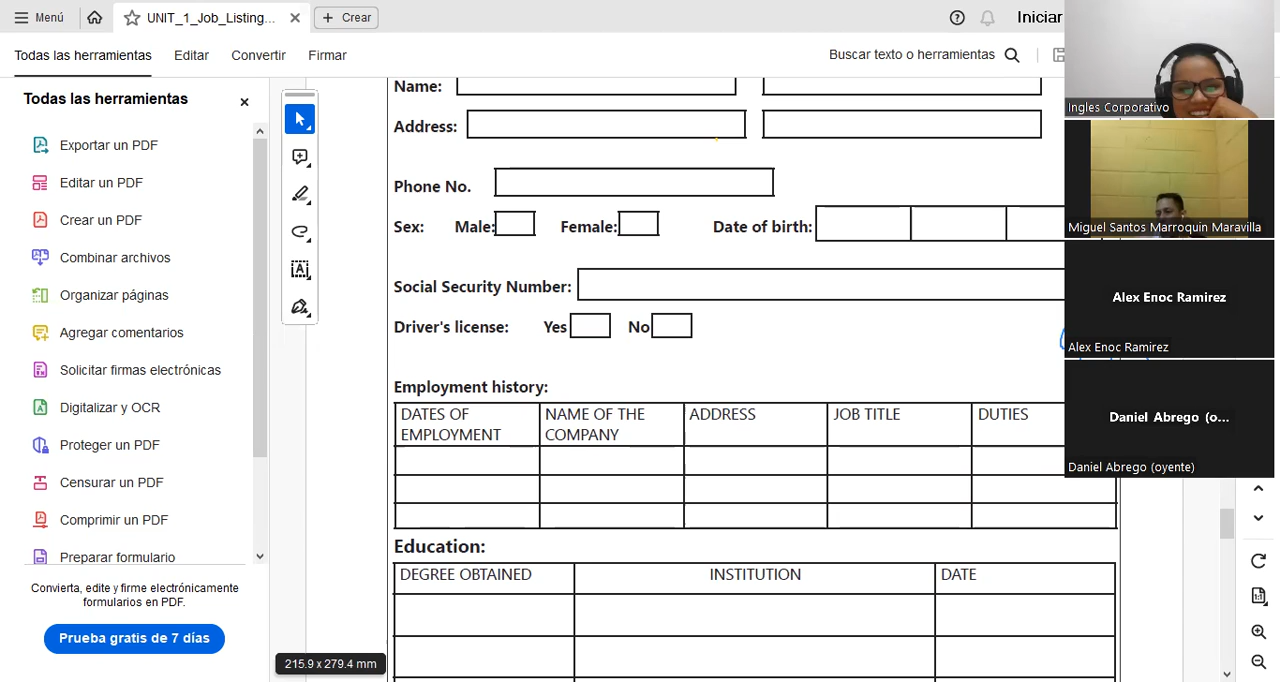 Menú
UNIT_1_Job_Listing...
Crear
Iniciar
Todas las herramientas
Editar
Convertir
Firmar
Buscar texto o herramientas
Todas las herramientas
Exportar un PDF
Editar un PDF
Crear un PDF
Combinar archivos
Organizar páginas
Agregar comentarios
Solicitar firmas electrónicas
Digitalizar y OCR
Proteger un PDF
Censurar un PDF
Comprimir un PDF
Preparar formulario
Convierta, edite y firme electrónicamente
formularios en PDF.
Prueba gratis de 7 días
215.9 x 279.4 mm
Name:
Address:
Phone No.
Sex: Male: Female: Date of birth:
Social Security Number:
Driver's license: Yes No
Employment history:
DATES OF EMPLOYMENT
NAME OF THE COMPANY
ADDRESS
JOB TITLE
DUTIES
Education:
DEGREE OBTAINED
INSTITUTION
DATE
Ingles Corporativo
Miguel Santos Marroquin Maravilla
Alex Enoc Ramirez
Alex Enoc Ramirez
Daniel Abrego (o...
Daniel Abrego (oyente)
1:1